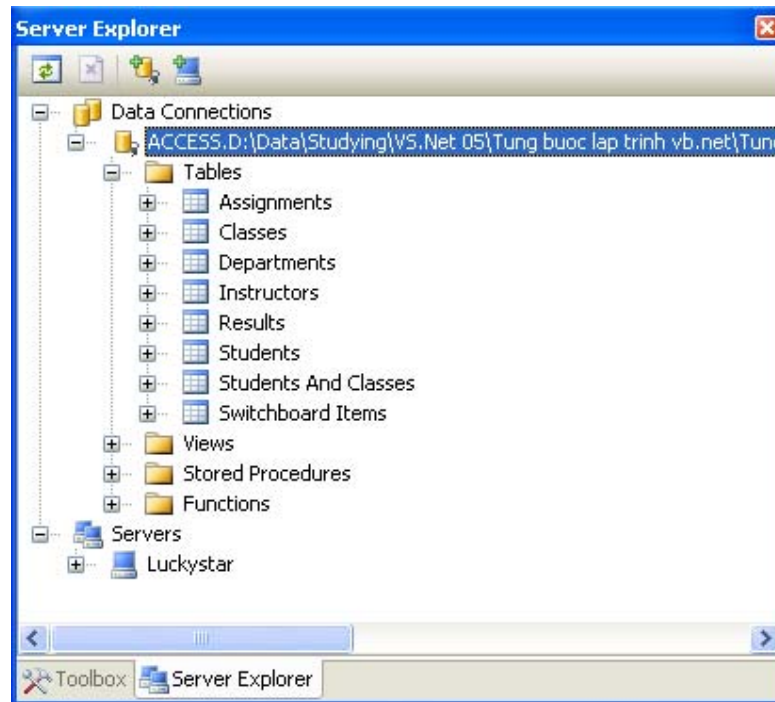 Server Explorer
Data Connections
ACCESS.D:\Data\Studying\VS.Net 05\Tung buoc lap trinh vb.net\Tung
Tables
Assignments
Classes
Departments
Instructors
Results
Students
Students And Classes
Switchboard Items
Views
Stored Procedures
Functions
Servers
Luckystar
Toolbox Server Explorer